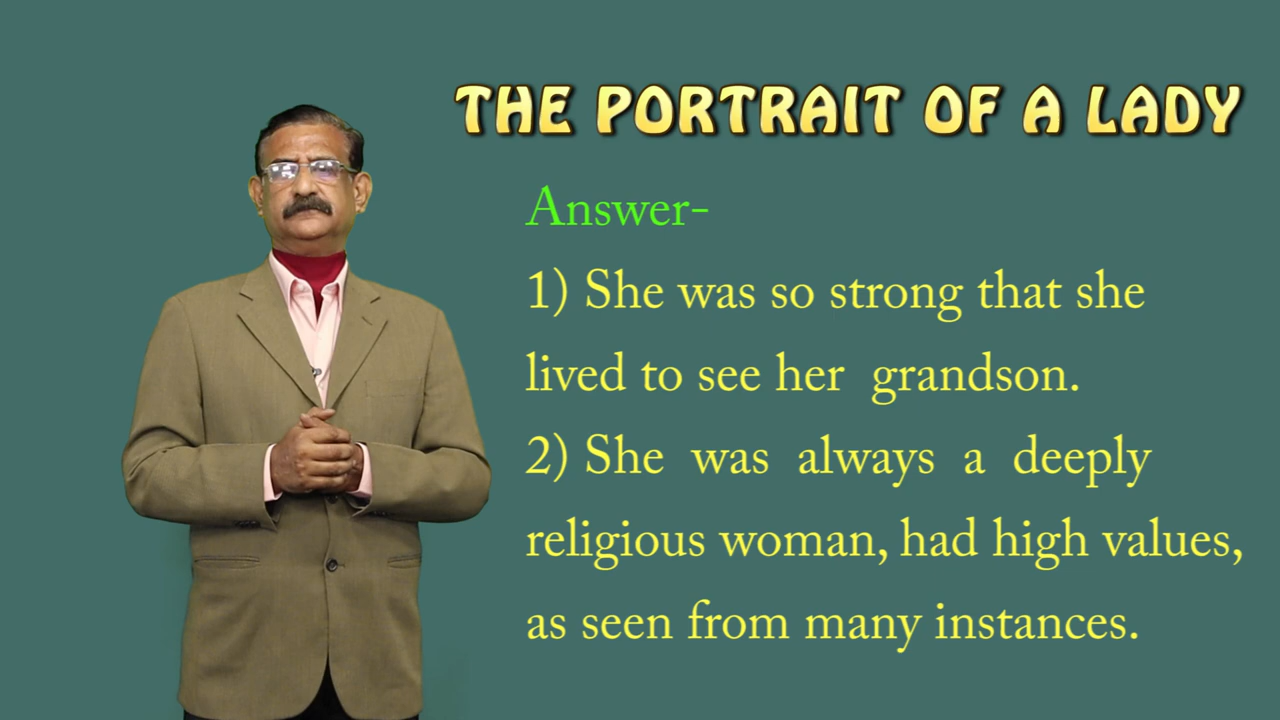 THE PORTRAIT OF A LADY
Answer-
1) She was so strong that she
lived to see her grandson.
2) She was always a deeply
religious woman, had high values,
as seen from many instances.